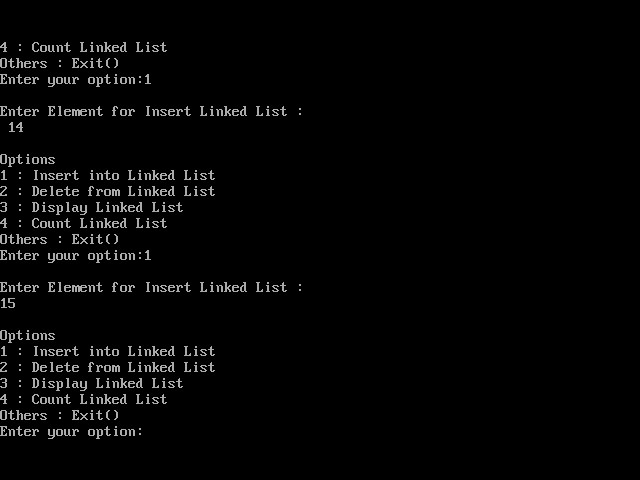 4 : Count Linked List
Others : Exit()
Enter your option:1
Enter Element for Insert Linked List :
14
Options
1 : Insert into Linked List
2 : Delete from Linked List
3 : Display Linked List
4 : Count Linked List
Others : Exit()
Enter your option:1
Enter Element for Insert Linked List :
15
Options
1 : Insert into Linked List
2 : Delete from Linked List
3 : Display Linked List
4 : Count Linked List
Others : Exit()
Enter your option: